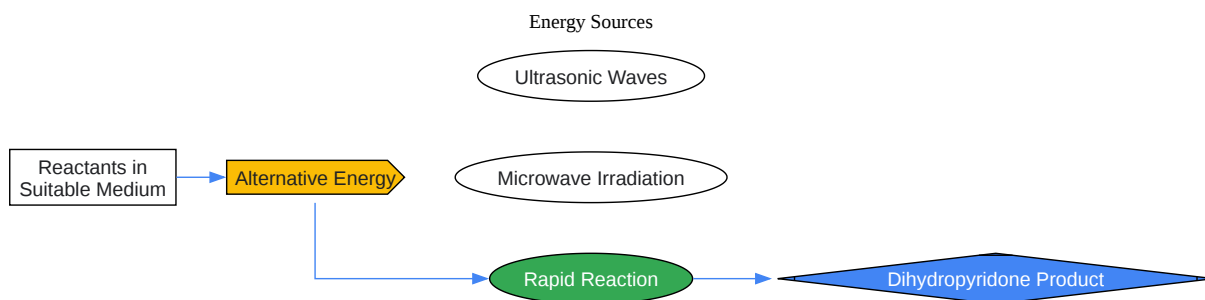 Energy Sources
Ultrasonic Waves
Reactants in
Suitable Medium
Alternative Energy
Microwave Irradiation
Rapid Reaction
Dihydropyridone Product